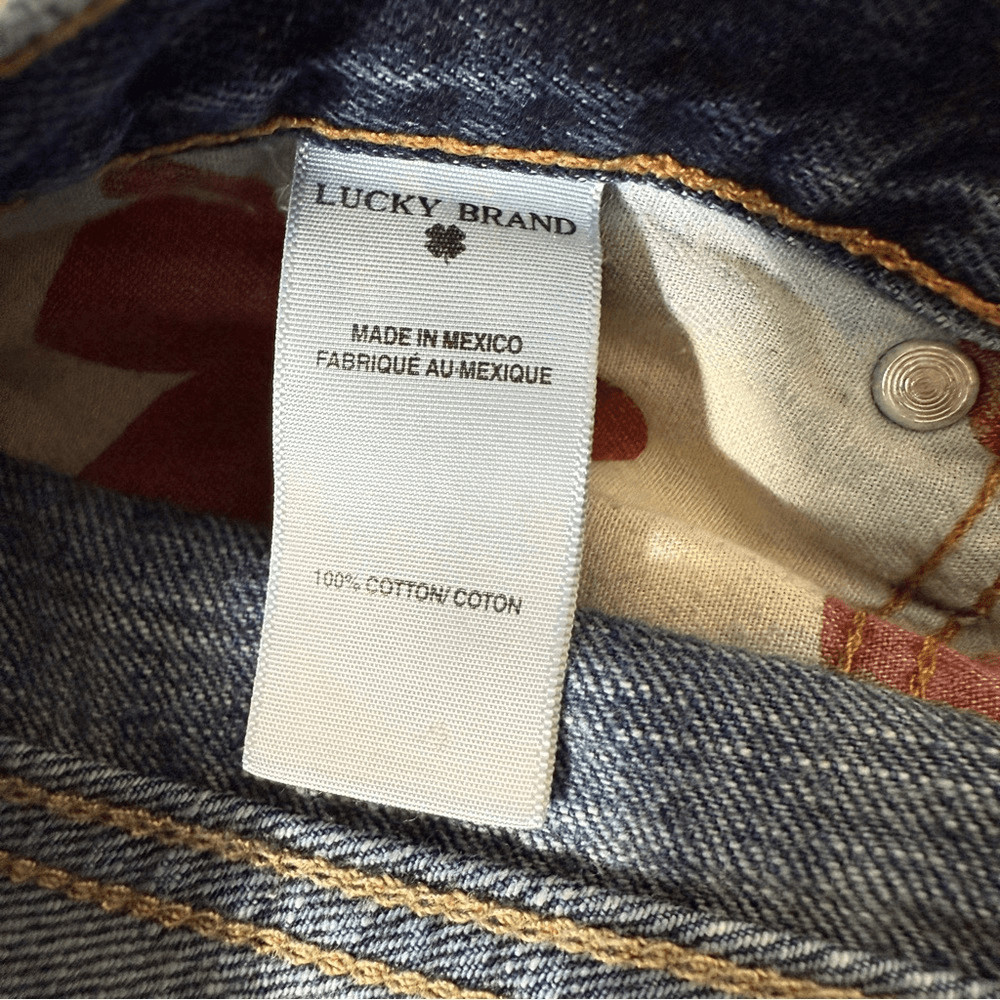 LUCKY BRAND
MADE IN MEXICO
FABRIQUÉ AU MEXIQUE
100% COTTON/ COTON